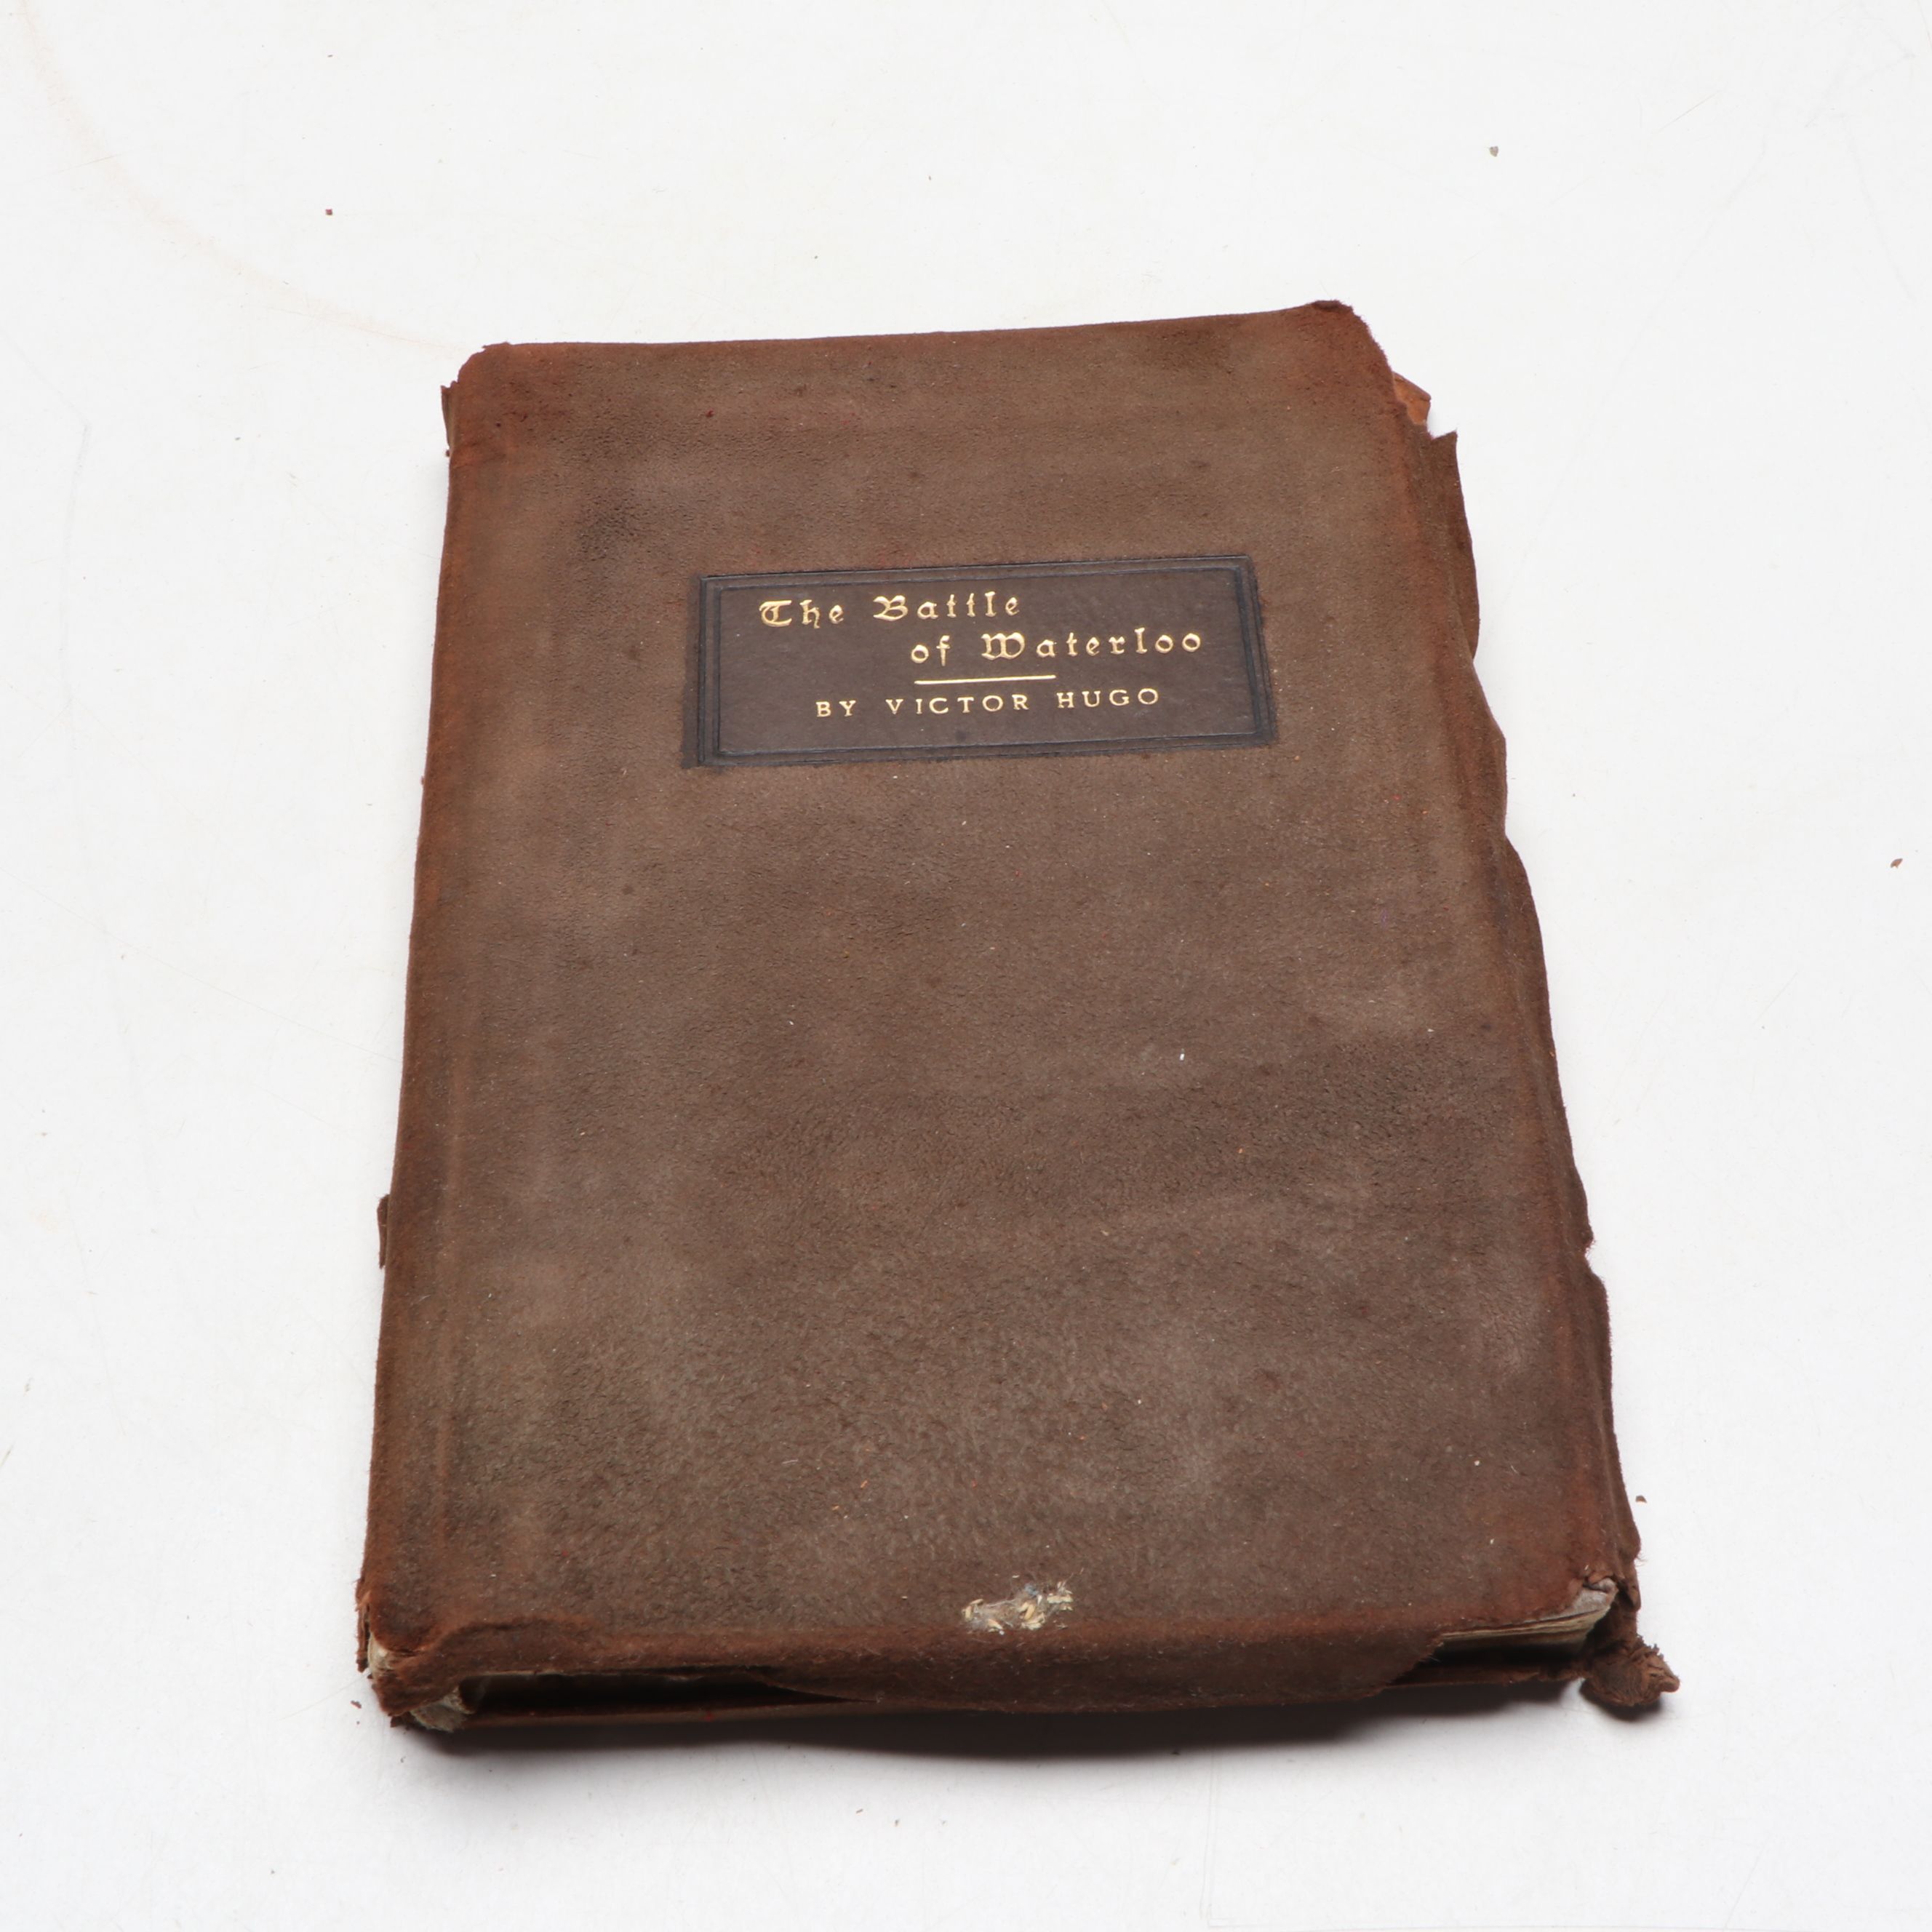 The Battle
of Waterloo
BY VICTOR HUGO